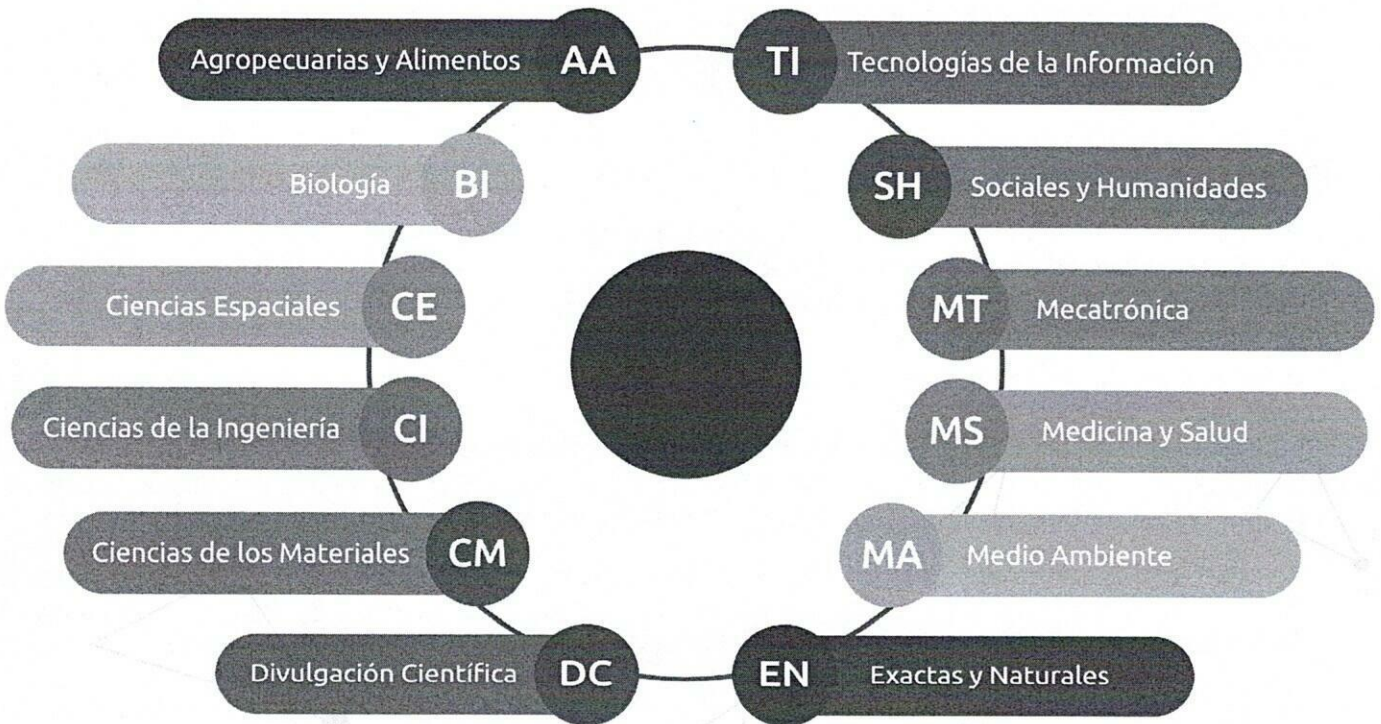 Agropecuarias y Alimentos AA
TI Tecnologías de la Información
Biología BI
SH Sociales y Humanidades
Ciencias Espaciales CE
MT Mecatrónica
Ciencias de la Ingeniería CI
MS Medicina y Salud
Ciencias de los Materiales CM
MA Medio Ambiente
Divulgación Científica DC
EN Exactas y Naturales